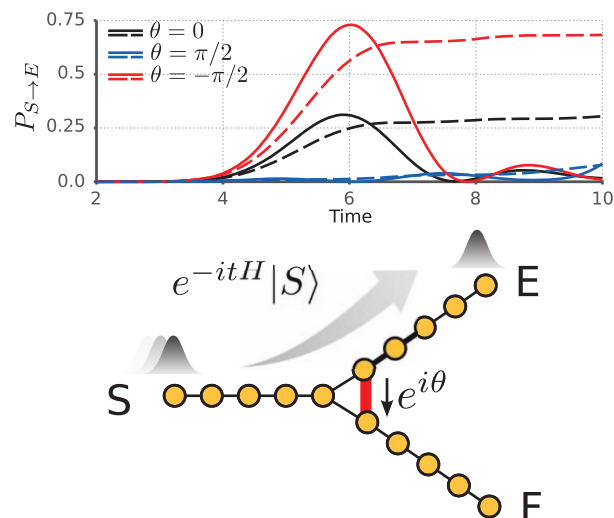 0.75
0.50
0.25
0.0
P_{S→E}
θ = 0
θ = π/2
θ = −π/2
2 4 6 8 10
Time
e^{−itH}|S⟩
E
S
e^{iθ}
F